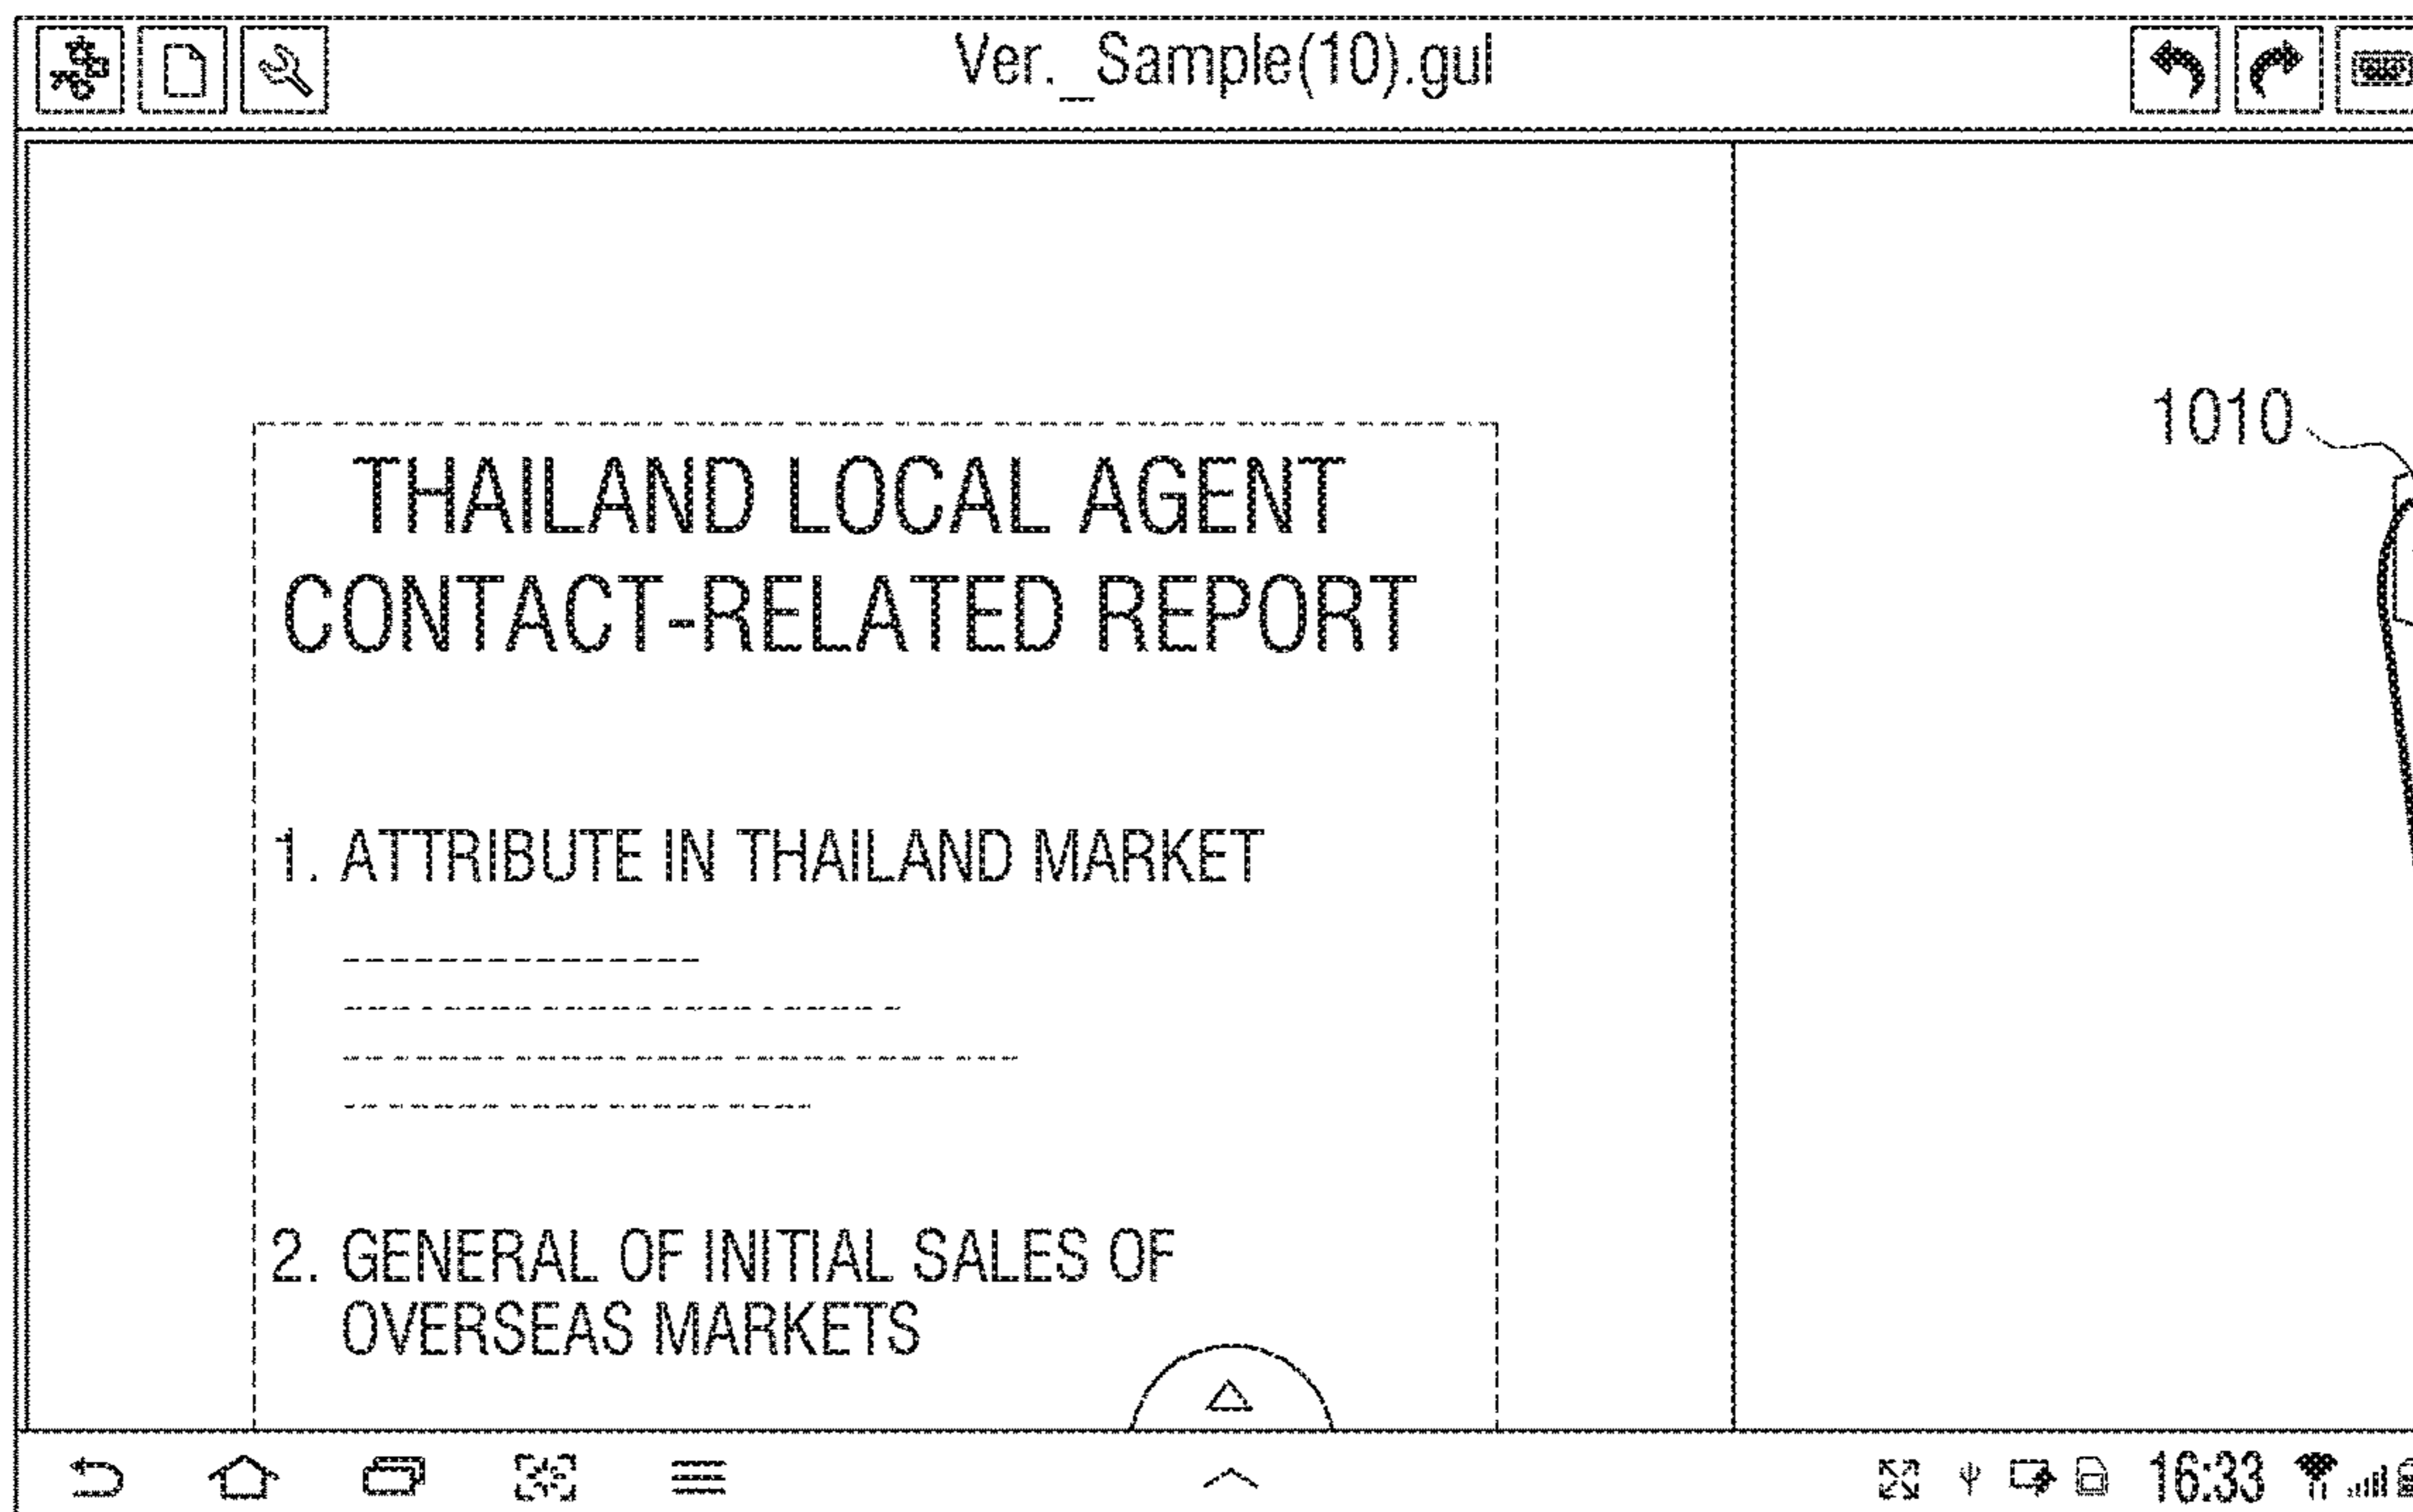 Ver._Sample(10).gul
1010
THAILAND LOCAL AGENT
CONTACT-RELATED REPORT
1. ATTRIBUTE IN THAILAND MARKET
2. GENERAL OF INITIAL SALES OF
OVERSEAS MARKETS
16:33